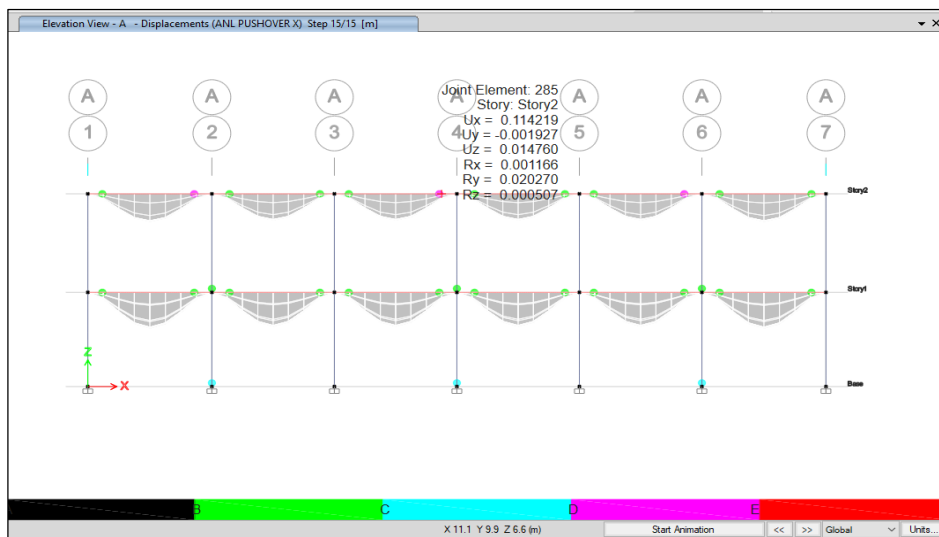 Elevation View - A - Displacements (ANL PUSHOVER X) Step 15/15 [m]
A A A A A A A
1 2 3 4 5 6 7
Joint Element: 285
Story: Story2
Ux = 0.114219
Uy = -0.001927
Uz = 0.014760
Rx = 0.001166
Ry = 0.020270
Rz = 0.000507
Story2
Story1
Z
X
Base
B C D E
X 11.1 Y 9.9 Z 6.6 (m)
Start Animation
<<
>>
Global
Units...